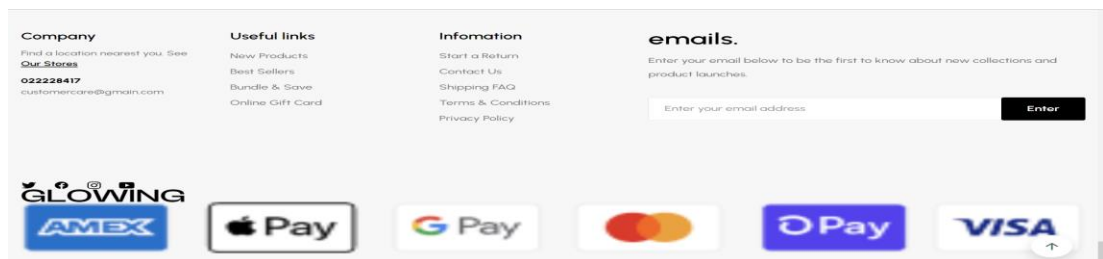 Company
Find a location nearest you. See
Our Stores
022228417
customercare@gmain.com
Useful links
New Products
Best Sellers
Bundle & Save
Online Gift Card
Infomation
Start a Return
Contact Us
Shipping FAQ
Terms & Conditions
Privacy Policy
emails.
Enter your email below to be the first to know about new collections and
product launches.
Enter your email address
Enter
GLOWING
AMEX
Pay
G Pay
Pay
VISA